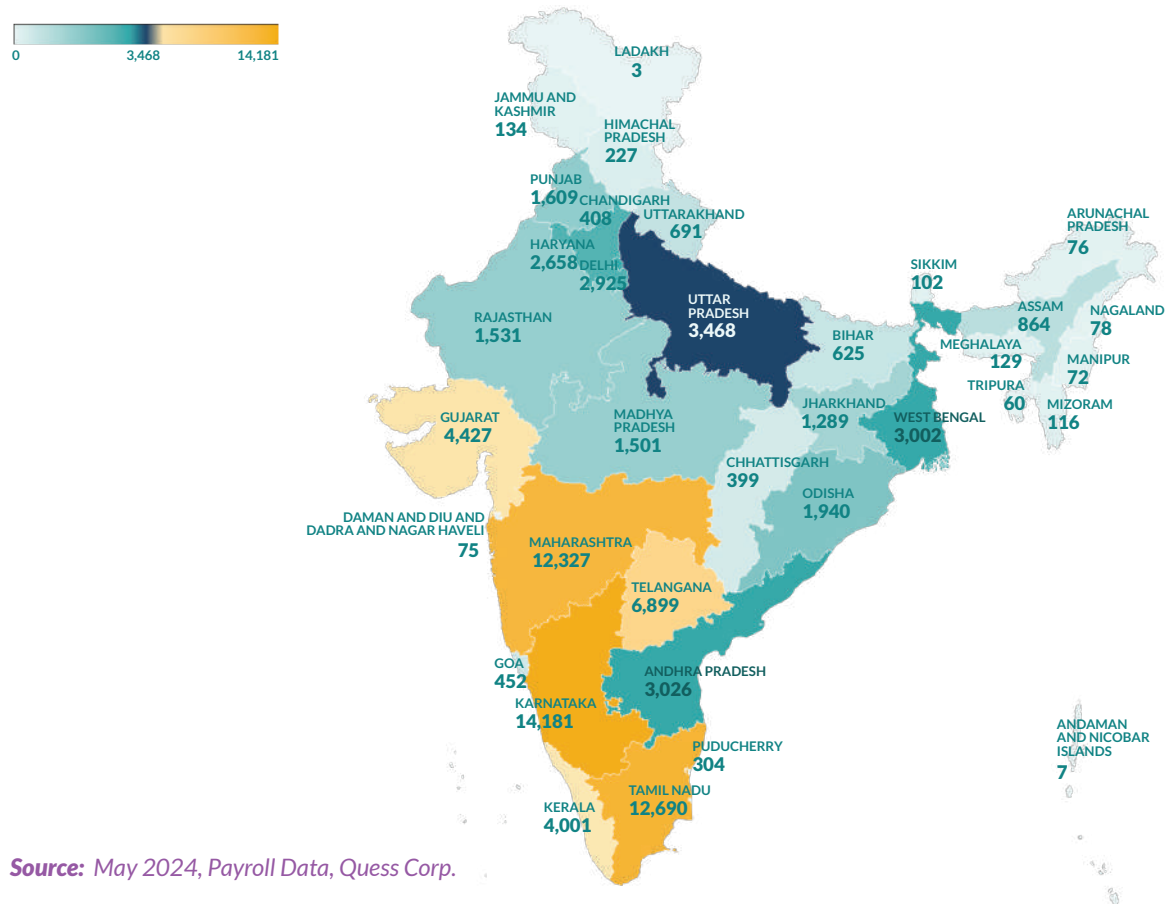 0
3,468
14,181
LADAKH
3
JAMMU AND
KASHMIR
134
HIMACHAL
PRADESH
227
PUNJAB
1,609
CHANDIGARH
408
UTTARAKHAND
691
HARYANA
2,658
DELHI
2,925
ARUNACHAL
PRADESH
76
SIKKIM
102
ASSAM
864
NAGALAND
78
UTTAR
PRADESH
3,468
RAJASTHAN
1,531
BIHAR
625
MEGHALAYA
129
MANIPUR
72
TRIPURA
60
MIZORAM
116
GUJARAT
4,427
MADHYA
PRADESH
1,501
JHARKHAND
1,289
WEST BENGAL
3,002
CHHATTISGARH
399
ODISHA
1,940
DAMAN AND DIU AND
DADRA AND NAGAR HAVELI
75
MAHARASHTRA
12,327
TELANGANA
6,899
GOA
452
ANDHRA PRADESH
3,026
KARNATAKA
14,181
ANDAMAN
AND NICOBAR
ISLANDS
7
PUDUCHERRY
304
TAMIL NADU
12,690
KERALA
4,001
Source: May 2024, Payroll Data, Quess Corp.